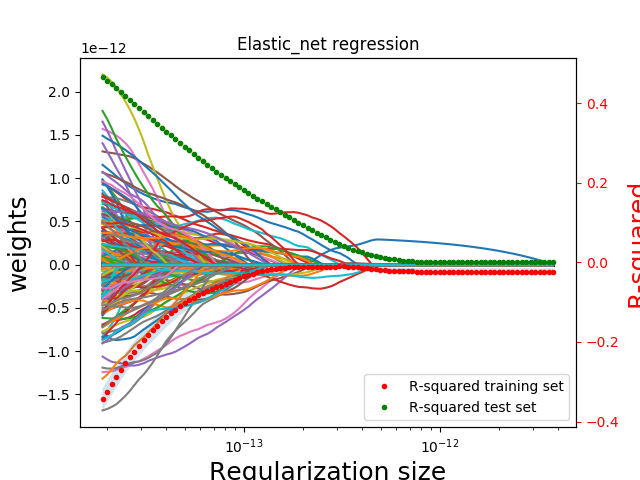 Elastic_net regression
1e−12
2.0
1.5
1.0
0.5
0.0
−0.5
−1.0
−1.5
weights
0.4
0.2
0.0
−0.2
−0.4
R-squared
R-squared training set
R-squared test set
10⁻¹³
10⁻¹²
Regularization size